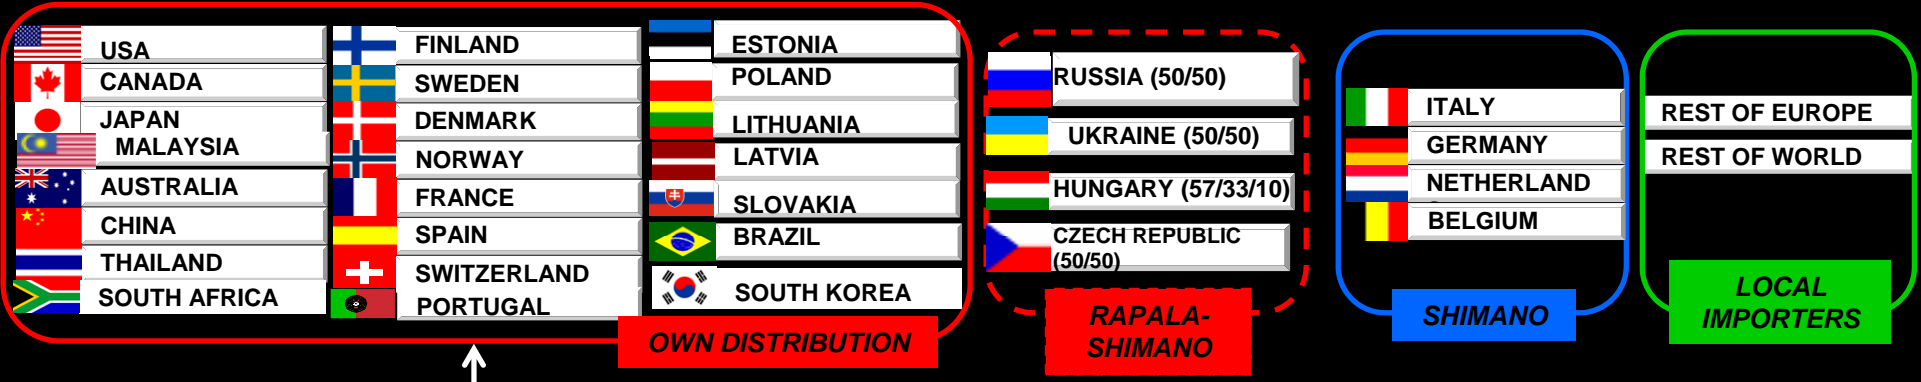 USA
CANADA
JAPAN
MALAYSIA
AUSTRALIA
CHINA
THAILAND
SOUTH AFRICA
FINLAND
SWEDEN
DENMARK
NORWAY
FRANCE
SPAIN
SWITZERLAND
PORTUGAL
ESTONIA
POLAND
LITHUANIA
LATVIA
SLOVAKIA
BRAZIL
SOUTH KOREA
OWN DISTRIBUTION
RUSSIA (50/50)
UKRAINE (50/50)
HUNGARY (57/33/10)
CZECH REPUBLIC
(50/50)
RAPALA-
SHIMANO
ITALY
GERMANY
NETHERLAND
BELGIUM
SHIMANO
REST OF EUROPE
REST OF WORLD
LOCAL
IMPORTERS